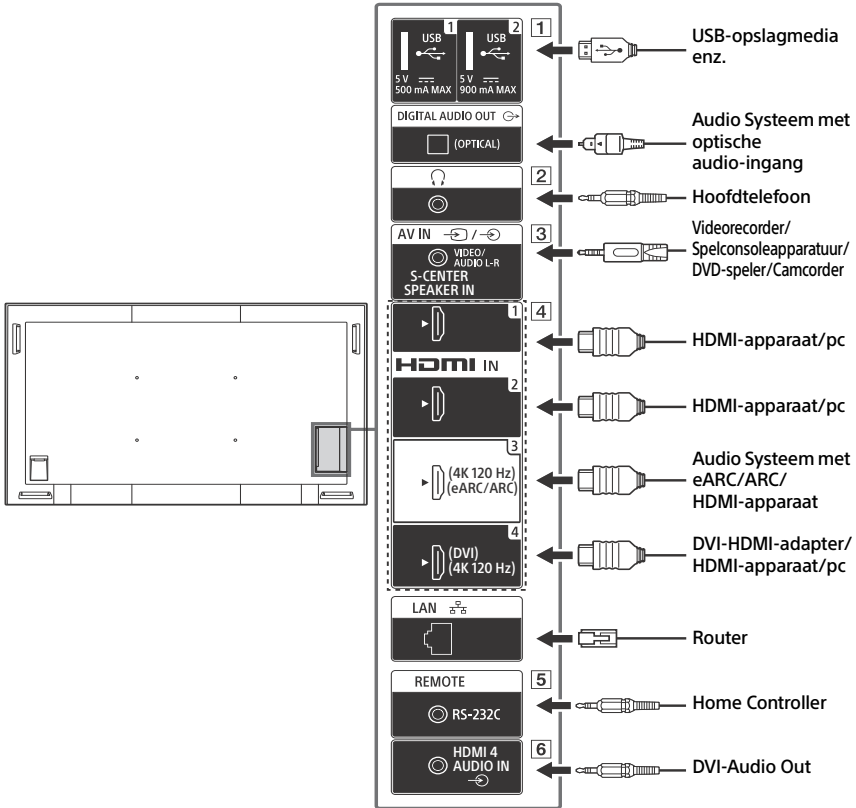 1
USB
2
USB
5 V
500 mA MAX
5 V
900 mA MAX
1
USB-opslagmedia
enz.
DIGITAL AUDIO OUT
(OPTICAL)
Audio Systeem met
optische
audio-ingang
2
Hoofdtelefoon
AV IN
/
3
VIDEO/
AUDIO L-R
S-CENTER
SPEAKER IN
Videorecorder/
Spelconsoleapparatuur/
DVD-speler/Camcorder
1
4
HDMI-apparaat/pc
HDMI IN
2
HDMI-apparaat/pc
3
(4K 120 Hz)
(eARC/ARC)
Audio Systeem met
eARC/ARC/
HDMI-apparaat
4
(DVI)
(4K 120 Hz)
DVI-HDMI-adapter/
HDMI-apparaat/pc
LAN
Router
REMOTE
5
RS-232C
Home Controller
6
HDMI 4
AUDIO IN
DVI-Audio Out